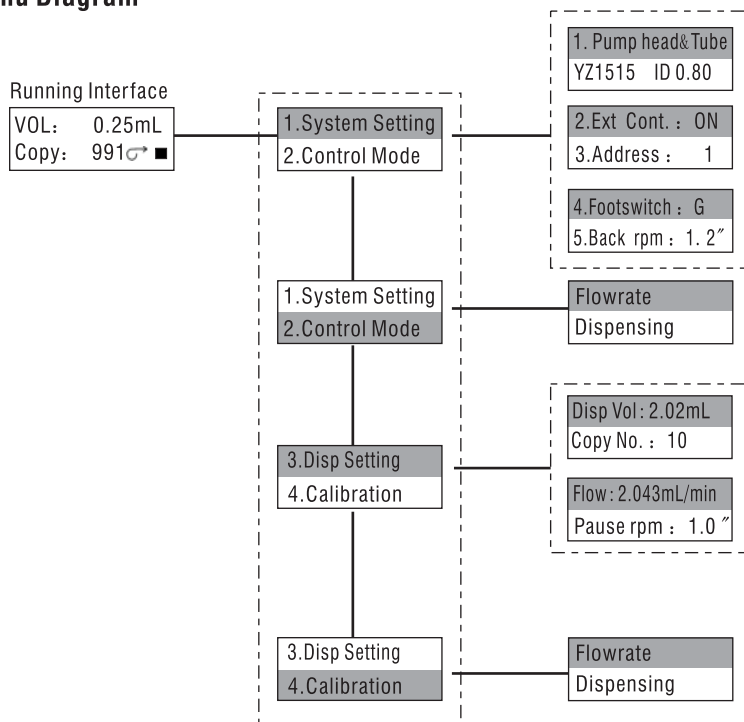 Diagram
Running Interface
VOL: 0.25mL
Copy: 991
1.System Setting
2.Control Mode
1. Pump head&Tube
YZ1515 ID 0.80
2.Ext Cont.: ON
3.Address: 1
4.Footswitch: G
5.Back rpm: 1. 2″
1.System Setting
2.Control Mode
Flowrate
Dispensing
3.Disp Setting
4.Calibration
Disp Vol: 2.02mL
Copy No.: 10
Flow: 2.043mL/min
Pause rpm: 1.0 ″
3.Disp Setting
4.Calibration
Flowrate
Dispensing